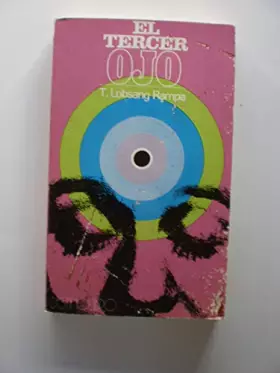 EL
TERCER
OJO
T. Lobsang Rampa